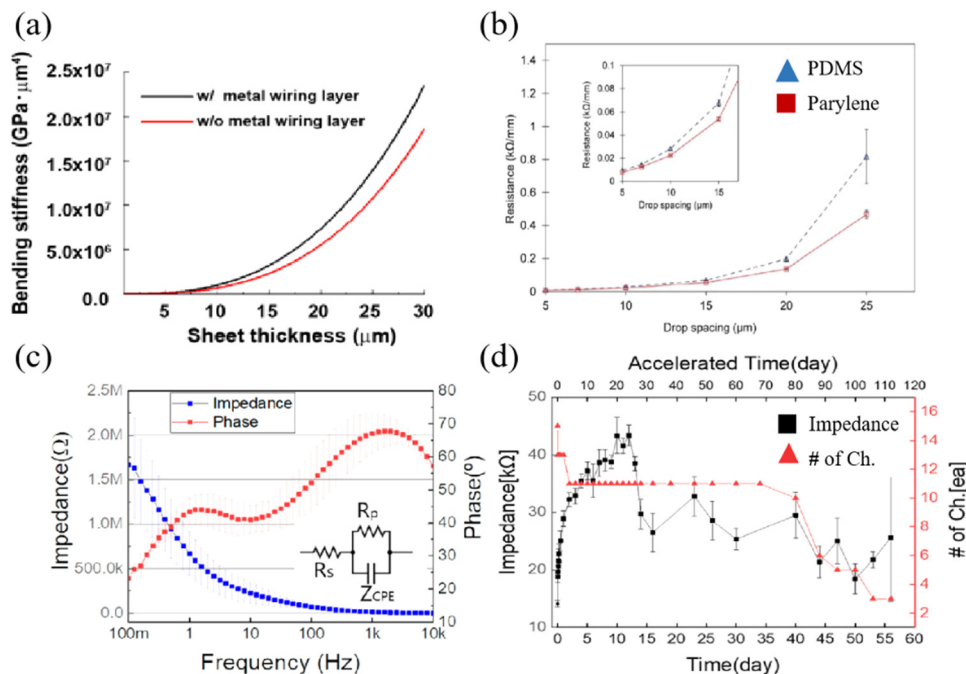 (a)
2.5x10⁷
2.0x10⁷
1.5x10⁷
1.0x10⁷
5.0x10⁶
0.0
Bending stiffness (GPa·μm⁴)
w/ metal wiring layer
w/o metal wiring layer
5 10 15 20 25 30
Sheet thickness (μm)
(b)
1
0.8
0.6
0.4
0.2
0
Resistance (kΩ/mm)
0.1
0.08
0.06
0.04
0.02
0
Resistance (kΩ/mm)
5 10 15
Drop spacing (μm)
PDMS
Parylene
5 10 15 20 25
Drop spacing (μm)
(c)
2.5M
2.0M
1.5M
1.0M
500.0k
0.0
Impedance(Ω)
Impedance
Phase
80
70
60
50
40
30
20
10
Phase(º)
Rₛ
Rₚ
Z_CPE
100m 1 10 100 1k 10k
Frequency (Hz)
(d)
Accelerated Time(day)
0 10 20 30 40 50 60 70 80 90 100 110 120
50
40
30
20
10
Impedance[kΩ]
Impedance
# of Ch.
16
14
12
10
8
6
4
2
# of Ch.[ea]
0 5 10 15 20 25 30 35 40 45 50 55 60
Time(day)